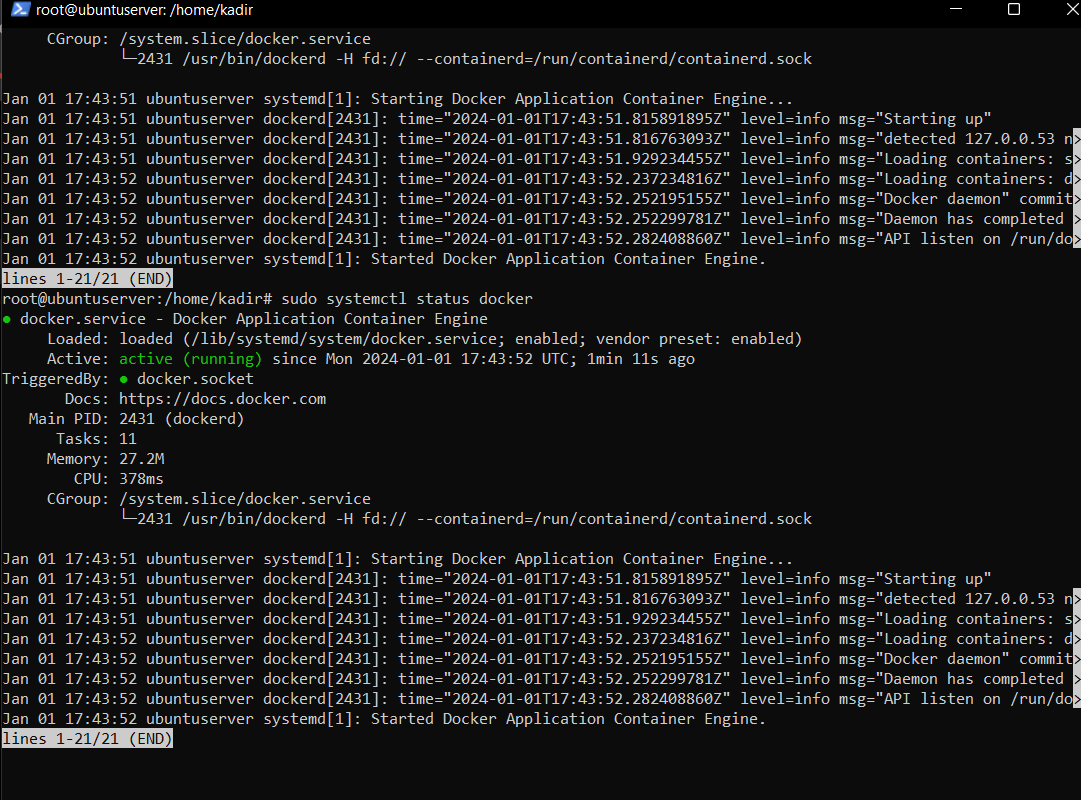 root@ubuntuserver: /home/kadir
CGroup: /system.slice/docker.service
└─2431 /usr/bin/dockerd -H fd:// --containerd=/run/containerd/containerd.sock
Jan 01 17:43:51 ubuntuserver systemd[1]: Starting Docker Application Container Engine...
Jan 01 17:43:51 ubuntuserver dockerd[2431]: time="2024-01-01T17:43:51.815891895Z" level=info msg="Starting up"
Jan 01 17:43:51 ubuntuserver dockerd[2431]: time="2024-01-01T17:43:51.816763093Z" level=info msg="detected 127.0.0.53 n>
Jan 01 17:43:51 ubuntuserver dockerd[2431]: time="2024-01-01T17:43:51.929234455Z" level=info msg="Loading containers: s>
Jan 01 17:43:52 ubuntuserver dockerd[2431]: time="2024-01-01T17:43:52.237234816Z" level=info msg="Loading containers: d>
Jan 01 17:43:52 ubuntuserver dockerd[2431]: time="2024-01-01T17:43:52.252195155Z" level=info msg="Docker daemon" commit>
Jan 01 17:43:52 ubuntuserver dockerd[2431]: time="2024-01-01T17:43:52.252299781Z" level=info msg="Daemon has completed >
Jan 01 17:43:52 ubuntuserver dockerd[2431]: time="2024-01-01T17:43:52.282408860Z" level=info msg="API listen on /run/do>
Jan 01 17:43:52 ubuntuserver systemd[1]: Started Docker Application Container Engine.
lines 1-21/21 (END)
root@ubuntuserver:/home/kadir# sudo systemctl status docker
● docker.service - Docker Application Container Engine
Loaded: loaded (/lib/systemd/system/docker.service; enabled; vendor preset: enabled)
Active: active (running) since Mon 2024-01-01 17:43:52 UTC; 1min 11s ago
TriggeredBy: ● docker.socket
Docs: https://docs.docker.com
Main PID: 2431 (dockerd)
Tasks: 11
Memory: 27.2M
CPU: 378ms
CGroup: /system.slice/docker.service
└─2431 /usr/bin/dockerd -H fd:// --containerd=/run/containerd/containerd.sock
Jan 01 17:43:51 ubuntuserver systemd[1]: Starting Docker Application Container Engine...
Jan 01 17:43:51 ubuntuserver dockerd[2431]: time="2024-01-01T17:43:51.815891895Z" level=info msg="Starting up"
Jan 01 17:43:51 ubuntuserver dockerd[2431]: time="2024-01-01T17:43:51.816763093Z" level=info msg="detected 127.0.0.53 n>
Jan 01 17:43:51 ubuntuserver dockerd[2431]: time="2024-01-01T17:43:51.929234455Z" level=info msg="Loading containers: s>
Jan 01 17:43:52 ubuntuserver dockerd[2431]: time="2024-01-01T17:43:52.237234816Z" level=info msg="Loading containers: d>
Jan 01 17:43:52 ubuntuserver dockerd[2431]: time="2024-01-01T17:43:52.252195155Z" level=info msg="Docker daemon" commit>
Jan 01 17:43:52 ubuntuserver dockerd[2431]: time="2024-01-01T17:43:52.252299781Z" level=info msg="Daemon has completed >
Jan 01 17:43:52 ubuntuserver dockerd[2431]: time="2024-01-01T17:43:52.282408860Z" level=info msg="API listen on /run/do>
Jan 01 17:43:52 ubuntuserver systemd[1]: Started Docker Application Container Engine.
lines 1-21/21 (END)